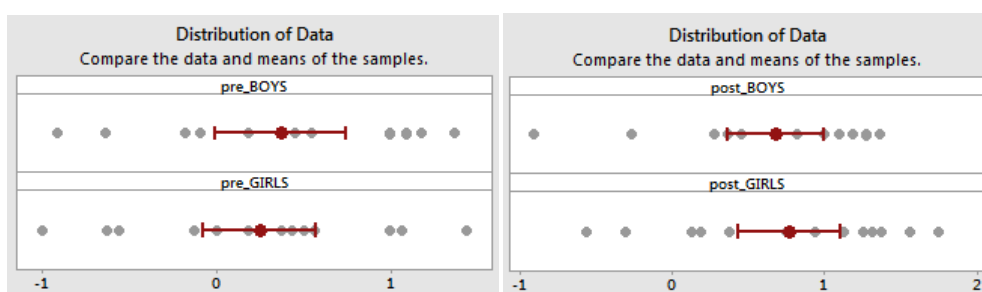 Distribution of Data
Compare the data and means of the samples.
pre_BOYS
pre_GIRLS
-1 0 1
Distribution of Data
Compare the data and means of the samples.
post_BOYS
post_GIRLS
-1 0 1 2